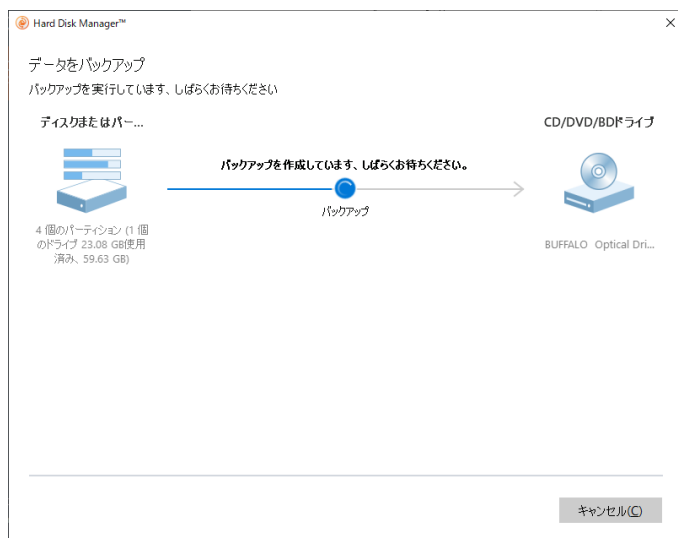 Hard Disk Manager™
データをバックアップ
バックアップを実行しています、しばらくお待ちください
ディスクまたはパー...
CD/DVD/BDドライブ
バックアップを作成しています、しばらくお待ちください。
バックアップ
4 個のパーティション (1 個
のドライブ 23.08 GB使用
済み、59.63 GB)
BUFFALO Optical Dri...
キャンセル(C)